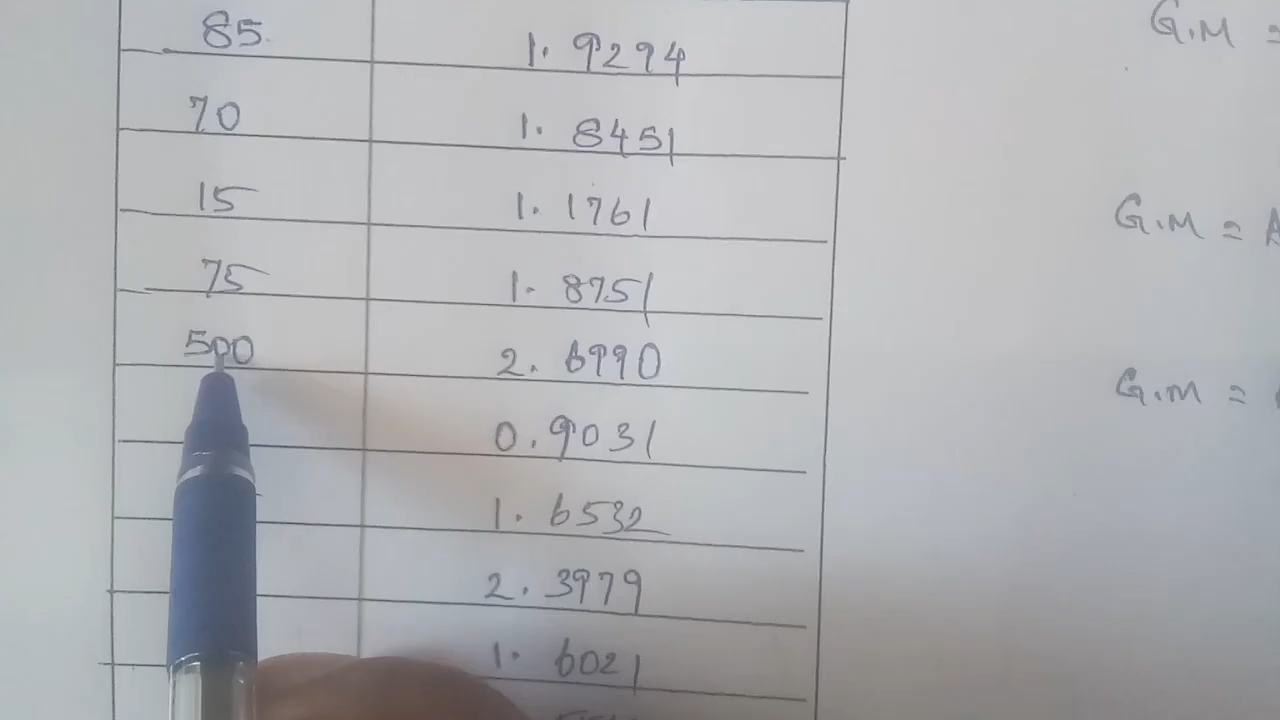 85 1.9294 G.M =
70 1.8451
15 1.1761 G.M =
75 1.8751
500 2.6990 G.M =
0.9031
1.6532
2.3979
1.6021